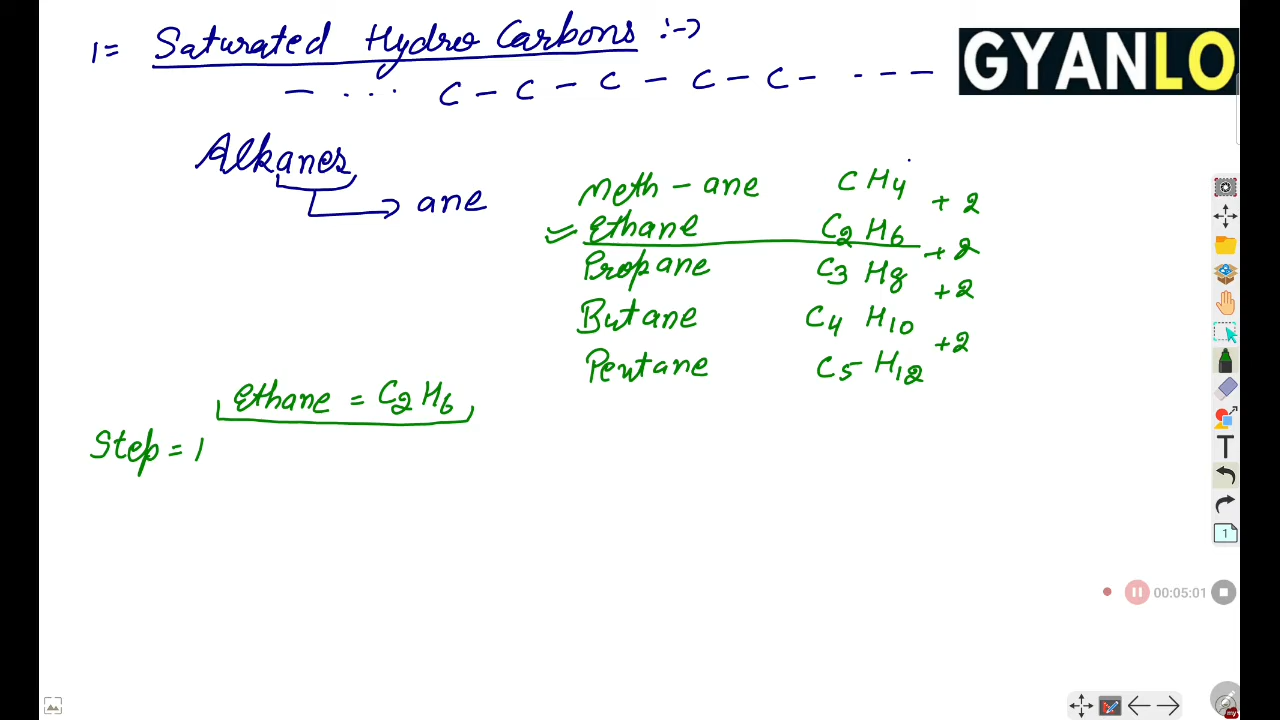 1= Saturated Hydro Carbons :->
GYANLO
- ... C - C - C - C - C - ---
Alkanes
ane
Meth - ane CH4
+ 2
Ethane C2 H6
+ 2
Propane C3 H8
+ 2
Butane C4 H10
+ 2
Pentane C5 H12
Ethane = C2 H6
Step = 1
T
1
00:05:01